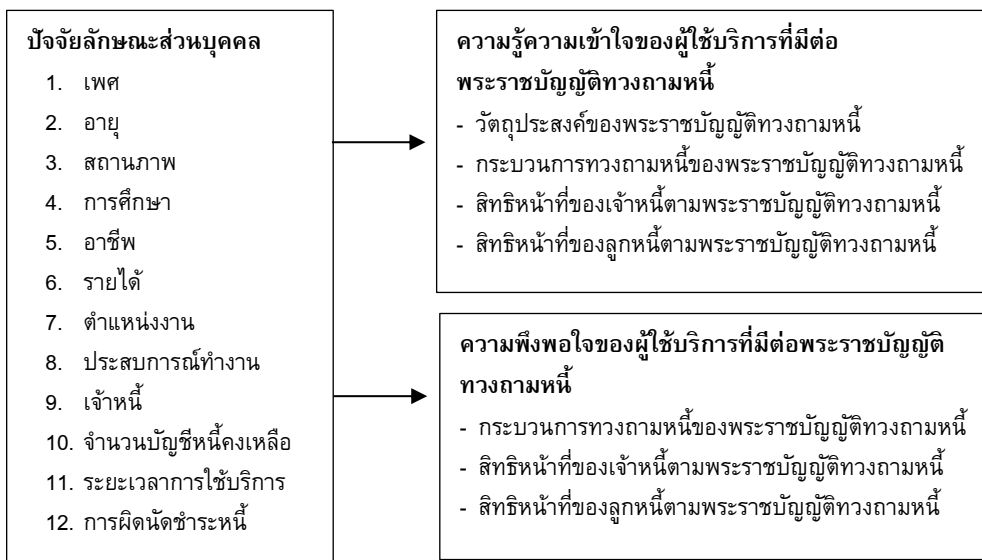 ปัจจัยลักษณะส่วนบุคคล
1. เพศ
2. อายุ
3. สถานภาพ
4. การศึกษา
5. อาชีพ
6. รายได้
7. ตำแหน่งงาน
8. ประสบการณ์ทำงาน
9. เจ้าหนี้
10. จำนวนบัญชีหนี้คงเหลือ
11. ระยะเวลาการใช้บริการ
12. การผิดนัดชำระหนี้
ความรู้ความเข้าใจของผู้ใช้บริการที่มีต่อ
พระราชบัญญัติทวงถามหนี้
- วัตถุประสงค์ของพระราชบัญญัติทวงถามหนี้
- กระบวนการทวงถามหนี้ของพระราชบัญญัติทวงถามหนี้
- สิทธิหน้าที่ของเจ้าหนี้ตามพระราชบัญญัติทวงถามหนี้
- สิทธิหน้าที่ของลูกหนี้ตามพระราชบัญญัติทวงถามหนี้
ความพึงพอใจของผู้ใช้บริการที่มีต่อพระราชบัญญัติ
ทวงถามหนี้
- กระบวนการทวงถามหนี้ของพระราชบัญญัติทวงถามหนี้
- สิทธิหน้าที่ของเจ้าหนี้ตามพระราชบัญญัติทวงถามหนี้
- สิทธิหน้าที่ของลูกหนี้ตามพระราชบัญญัติทวงถามหนี้